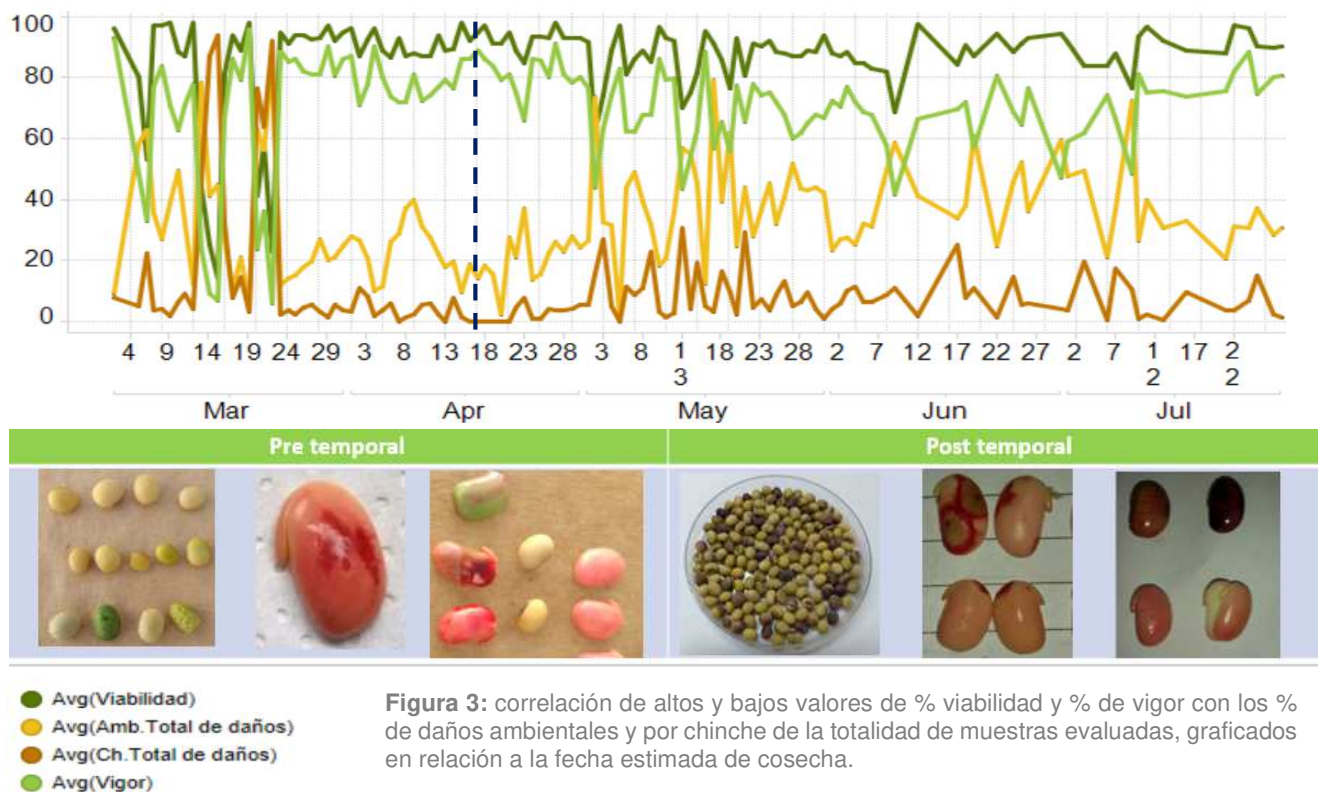 100
80
60
40
20
0
4 9 14 19 24 29 3 8 13 18 23 28 3 8 1 18 23 28 2 7 12 17 22 27 2 7 1 17 2
3 2 2
Mar Apr May Jun Jul
Pre temporal Post temporal
Avg(Viabilidad)
Avg(Amb.Total de daños)
Avg(Ch.Total de daños)
Avg(Vigor)
Figura 3: correlación de altos y bajos valores de % viabilidad y % de vigor con los %
de daños ambientales y por chinche de la totalidad de muestras evaluadas, graficados
en relación a la fecha estimada de cosecha.